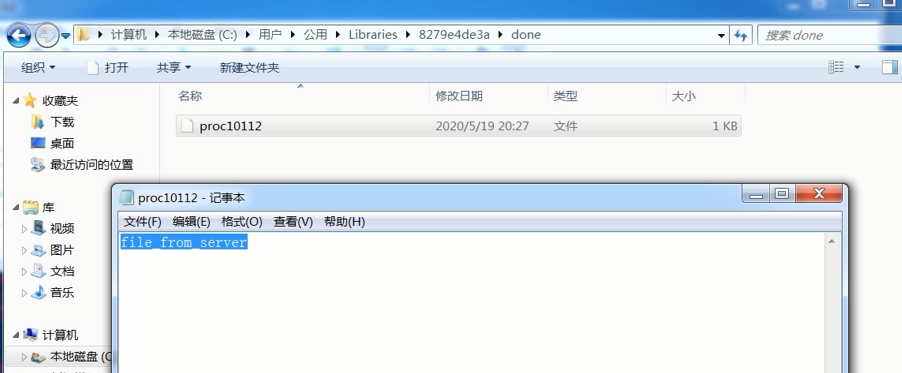 计算机 ▸ 本地磁盘 (C:) ▸ 用户 ▸ 公用 ▸ Libraries ▸ 8279e4de3a ▸ done
搜索 done
组织 打开 共享 新建文件夹
名称 修改日期 类型 大小
proc10112 2020/5/19 20:27 文件 1 KB
收藏夹
下载
桌面
最近访问的位置
库
视频
图片
文档
音乐
计算机
本地磁盘 (C
proc10112 - 记事本
文件(F) 编辑(E) 格式(O) 查看(V) 帮助(H)
file_from_server